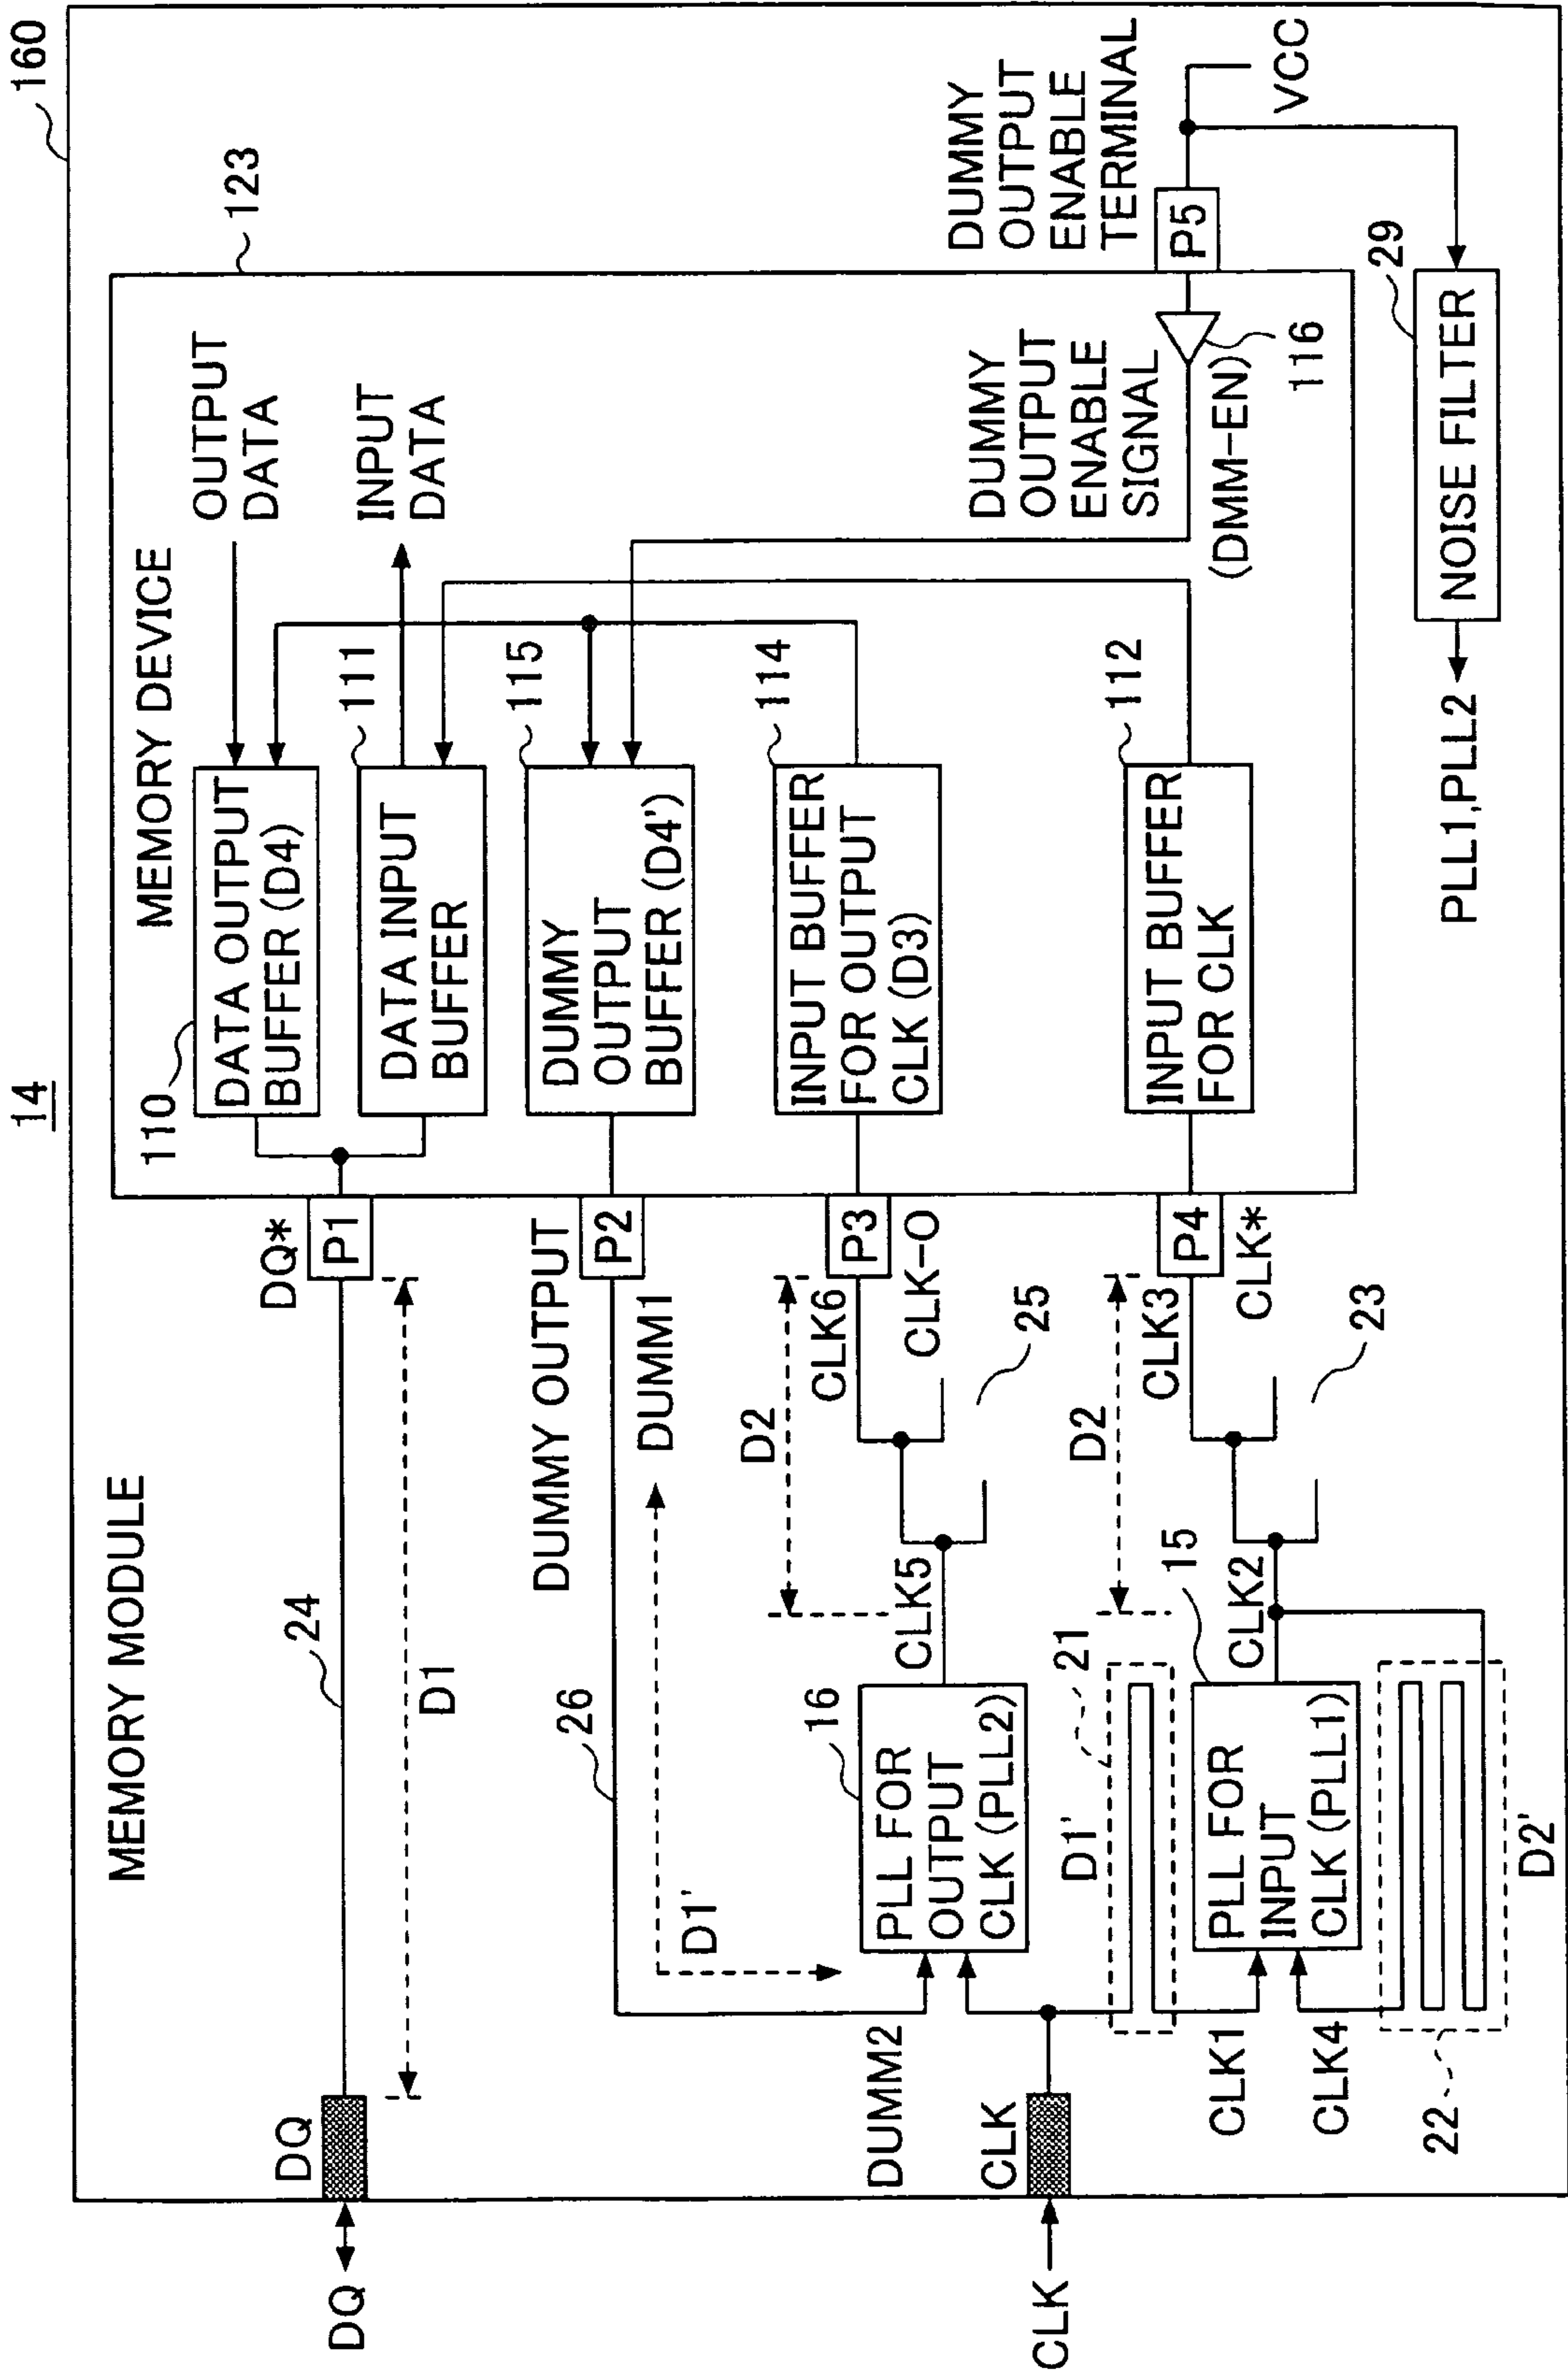 14
160
MEMORY MODULE
MEMORY DEVICE
123
110
DATA OUTPUT
BUFFER (D4)
OUTPUT
DATA
111
DATA INPUT
BUFFER
INPUT
DATA
115
DUMMY
OUTPUT
BUFFER (D4')
114
INPUT BUFFER
FOR OUTPUT
CLK (D3)
112
INPUT BUFFER
FOR CLK
DUMMY
OUTPUT
ENABLE
SIGNAL
(DMM-EN)
116
DUMMY
OUTPUT
ENABLE
TERMINAL
P5
VCC
29
NOISE FILTER
PLL1,PLL2
DQ
DQ
24
D1
DQ*
P1
DUMMY OUTPUT
P2
DUMM1
26
D1'
DUMM2
16
PLL FOR
OUTPUT
CLK (PLL2)
CLK5
D2
CLK6
P3
CLK-O
25
CLK
CLK
D1'
21
15
PLL FOR
INPUT
CLK (PLL1)
CLK1
CLK4
CLK2
D2
CLK3
P4
CLK*
23
22
D2'